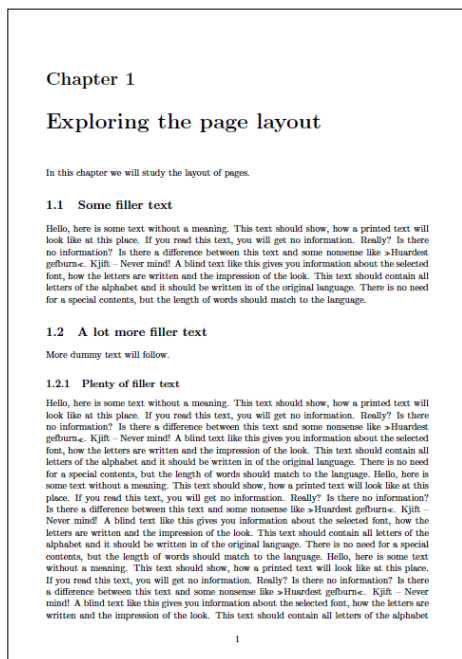 Chapter 1
Exploring the page layout
In this chapter we will study the layout of pages.
1.1 Some filler text
Hello, here is some text without a meaning. This text should show, how a printed text will
look like at this place. If you read this text, you will get no information. Really? Is there
no information? Is there a difference between this text and some nonsense like »Huardest
gefburn«. Kjift – Never mind! A blind text like this gives you information about the selected
font, how the letters are written and the impression of the look. This text should contain all
letters of the alphabet and it should be written in of the original language. There is no need
for a special contents, but the length of words should match to the language.
1.2 A lot more filler text
More dummy text will follow.
1.2.1 Plenty of filler text
Hello, here is some text without a meaning. This text should show, how a printed text will
look like at this place. If you read this text, you will get no information. Really? Is there
no information? Is there a difference between this text and some nonsense like »Huardest
gefburn«. Kjift – Never mind! A blind text like this gives you information about the selected
font, how the letters are written and the impression of the look. This text should contain all
letters of the alphabet and it should be written in of the original language. There is no need
for a special contents, but the length of words should match to the language. Hello, here is
some text without a meaning. This text should show, how a printed text will look like at this
place. If you read this text, you will get no information. Really? Is there no information?
Is there a difference between this text and some nonsense like »Huardest gefburn«. Kjift –
Never mind! A blind text like this gives you information about the selected font, how the
letters are written and the impression of the look. This text should contain all letters of the
alphabet and it should be written in of the original language. There is no need for a special
contents, but the length of words should match to the language. Hello, here is some text
without a meaning. This text should show, how a printed text will look like at this place.
If you read this text, you will get no information. Really? Is there no information? Is there
a difference between this text and some nonsense like »Huardest gefburn«. Kjift – Never
mind! A blind text like this gives you information about the selected font, how the letters are
written and the impression of the look. This text should contain all letters of the alphabet
1